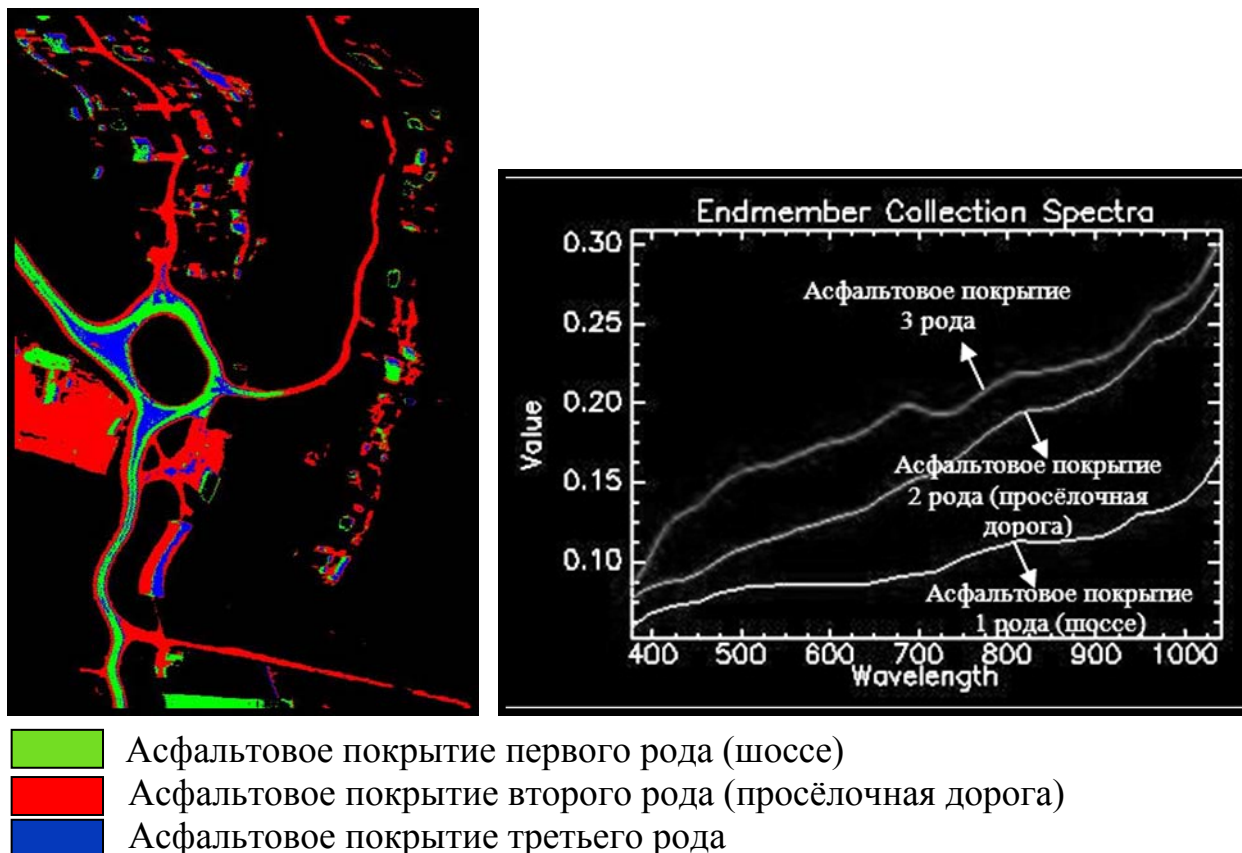 Endmember Collection Spectra
0.30
0.25
0.20
0.15
0.10
Value
Асфальтовое покрытие
3 рода
Асфальтовое покрытие
2 рода (просёлочная
дорога)
Асфальтовое покрытие
1 рода (шоссе)
400 500 600 700 800 900 1000
Wavelength
Асфальтовое покрытие первого рода (шоссе)
Асфальтовое покрытие второго рода (просёлочная дорога)
Асфальтовое покрытие третьего рода